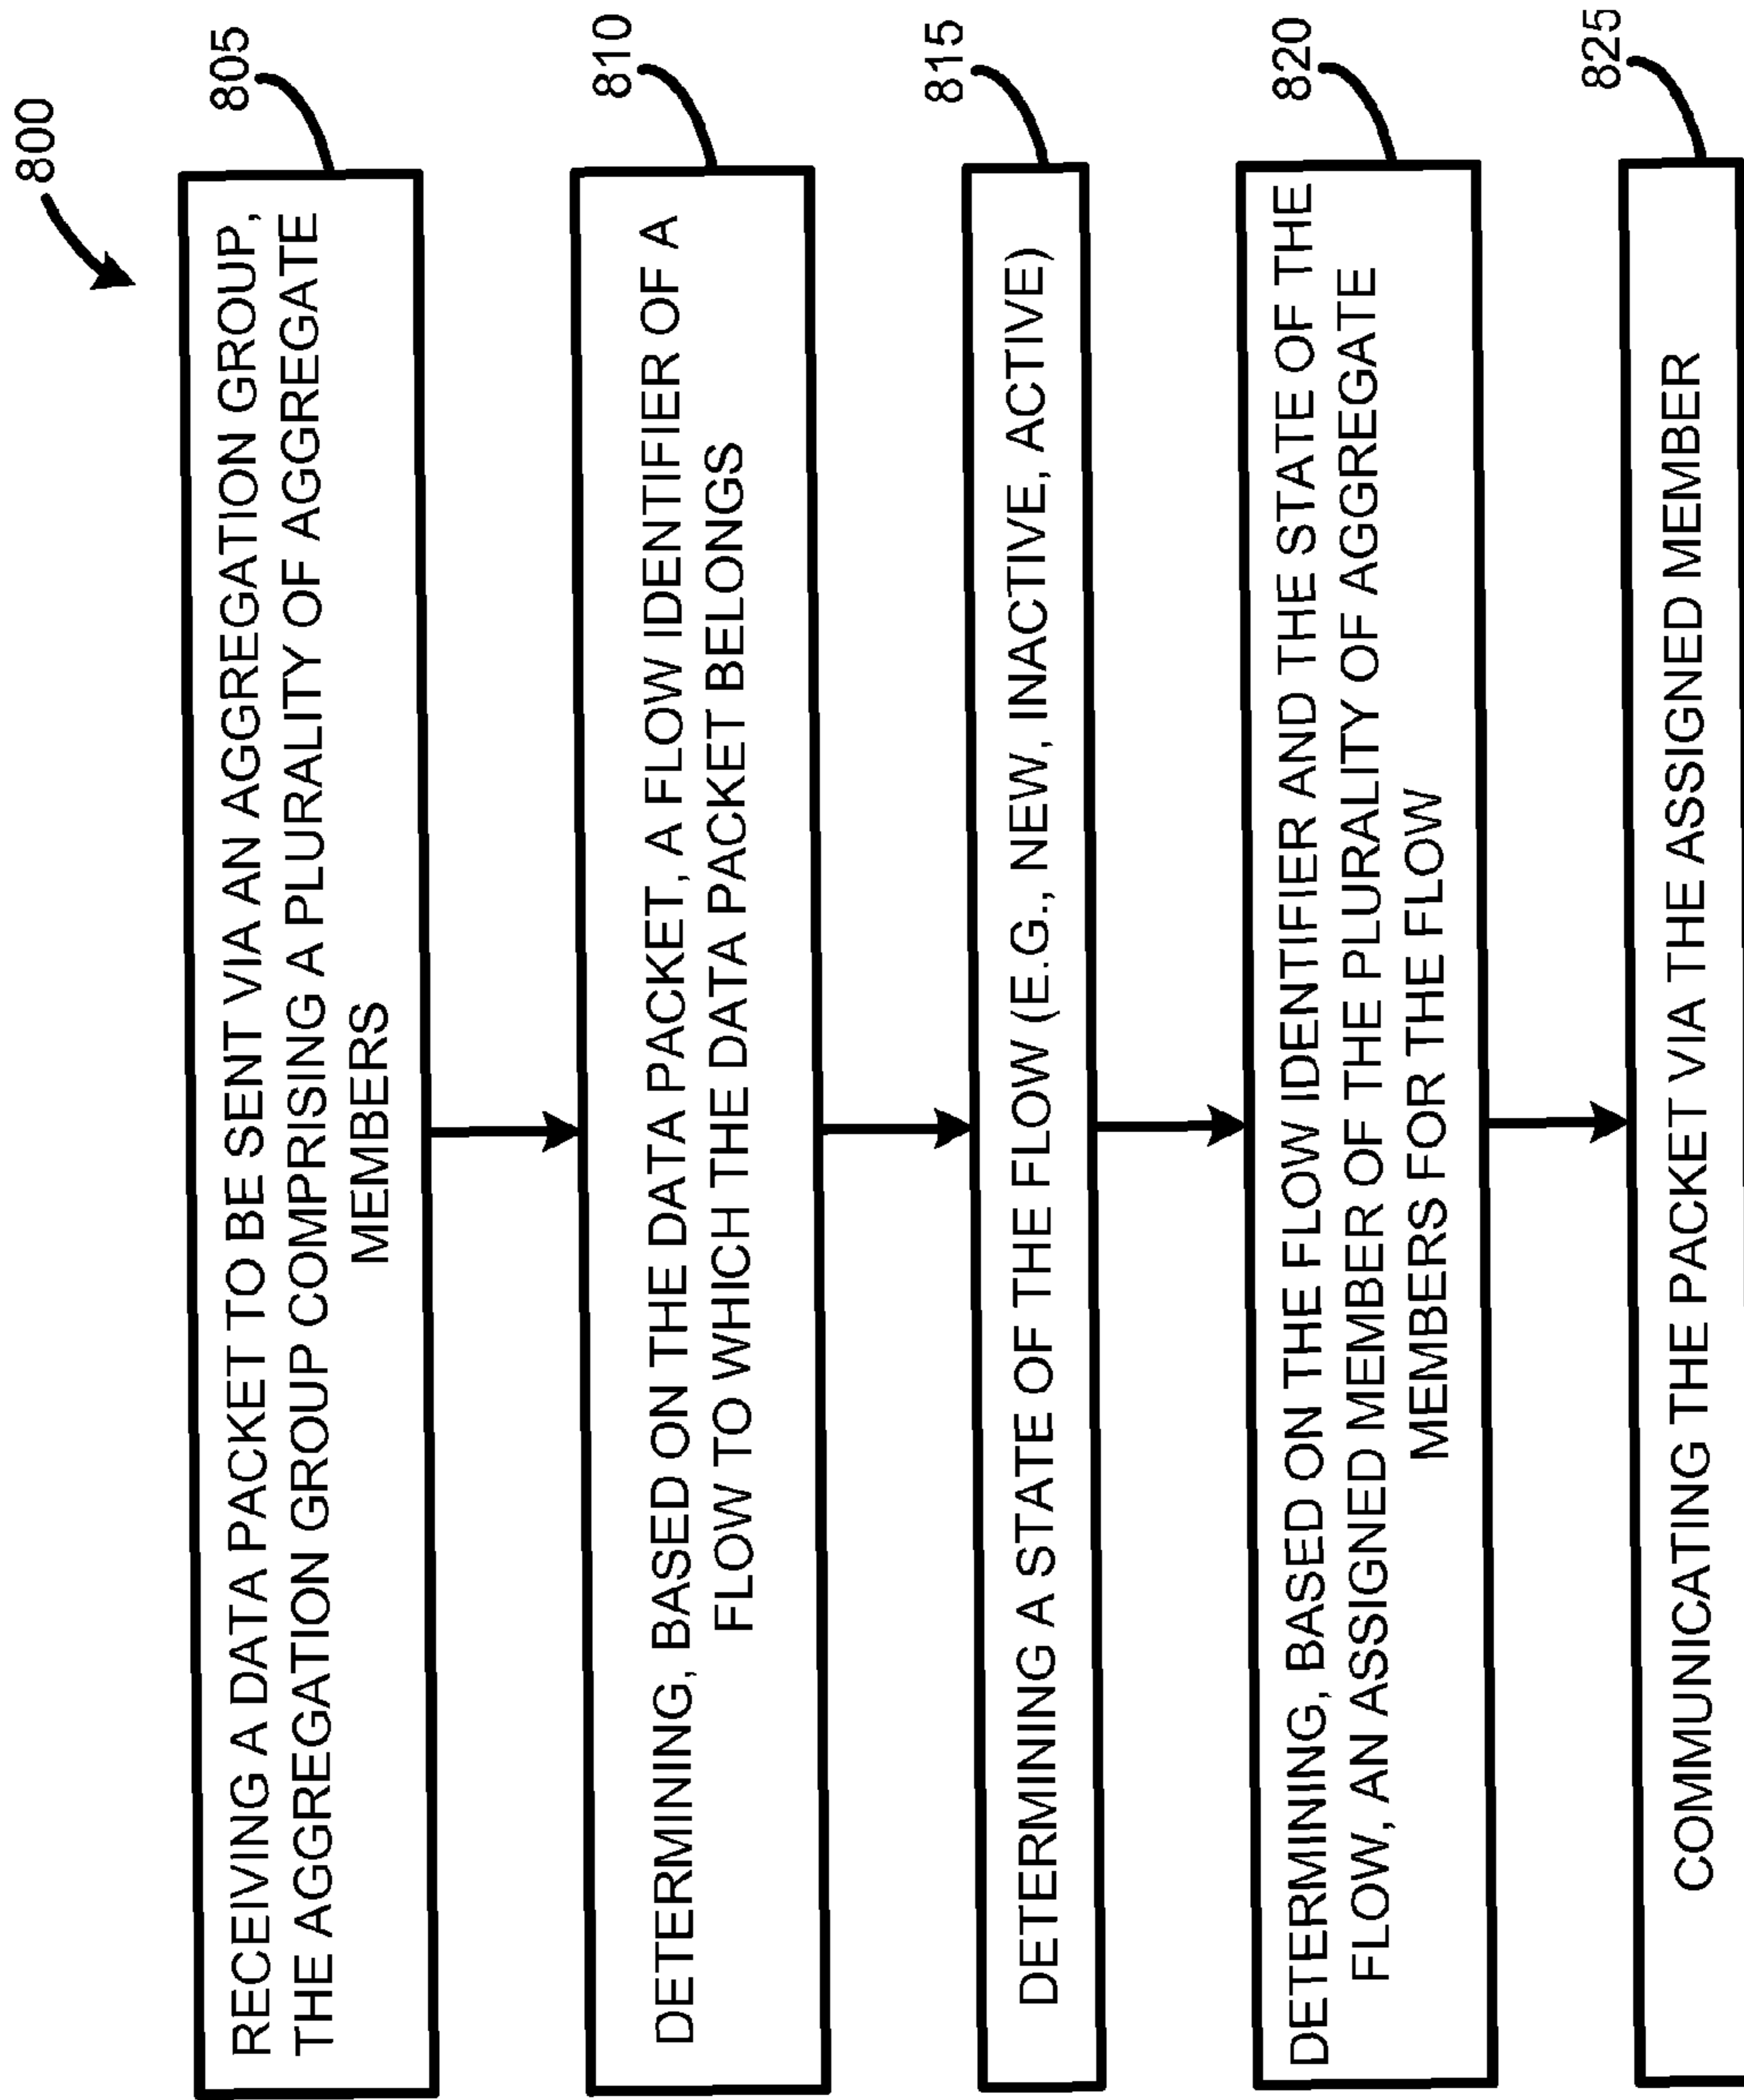 800
805
RECEIVING A DATA PACKET TO BE SENT VIA AN AGGREGATION GROUP,
THE AGGREGATION GROUP COMPRISING A PLURALITY OF AGGREGATE
MEMBERS
810
DETERMINING, BASED ON THE DATA PACKET, A FLOW IDENTIFIER OF A
FLOW TO WHICH THE DATA PACKET BELONGS
815
DETERMINING A STATE OF THE FLOW (E.G., NEW, INACTIVE, ACTIVE)
820
DETERMINING, BASED ON THE FLOW IDENTIFIER AND THE STATE OF THE
FLOW, AN ASSIGNED MEMBER OF THE PLURALITY OF AGGREGATE
MEMBERS FOR THE FLOW
825
COMMUNICATING THE PACKET VIA THE ASSIGNED MEMBER